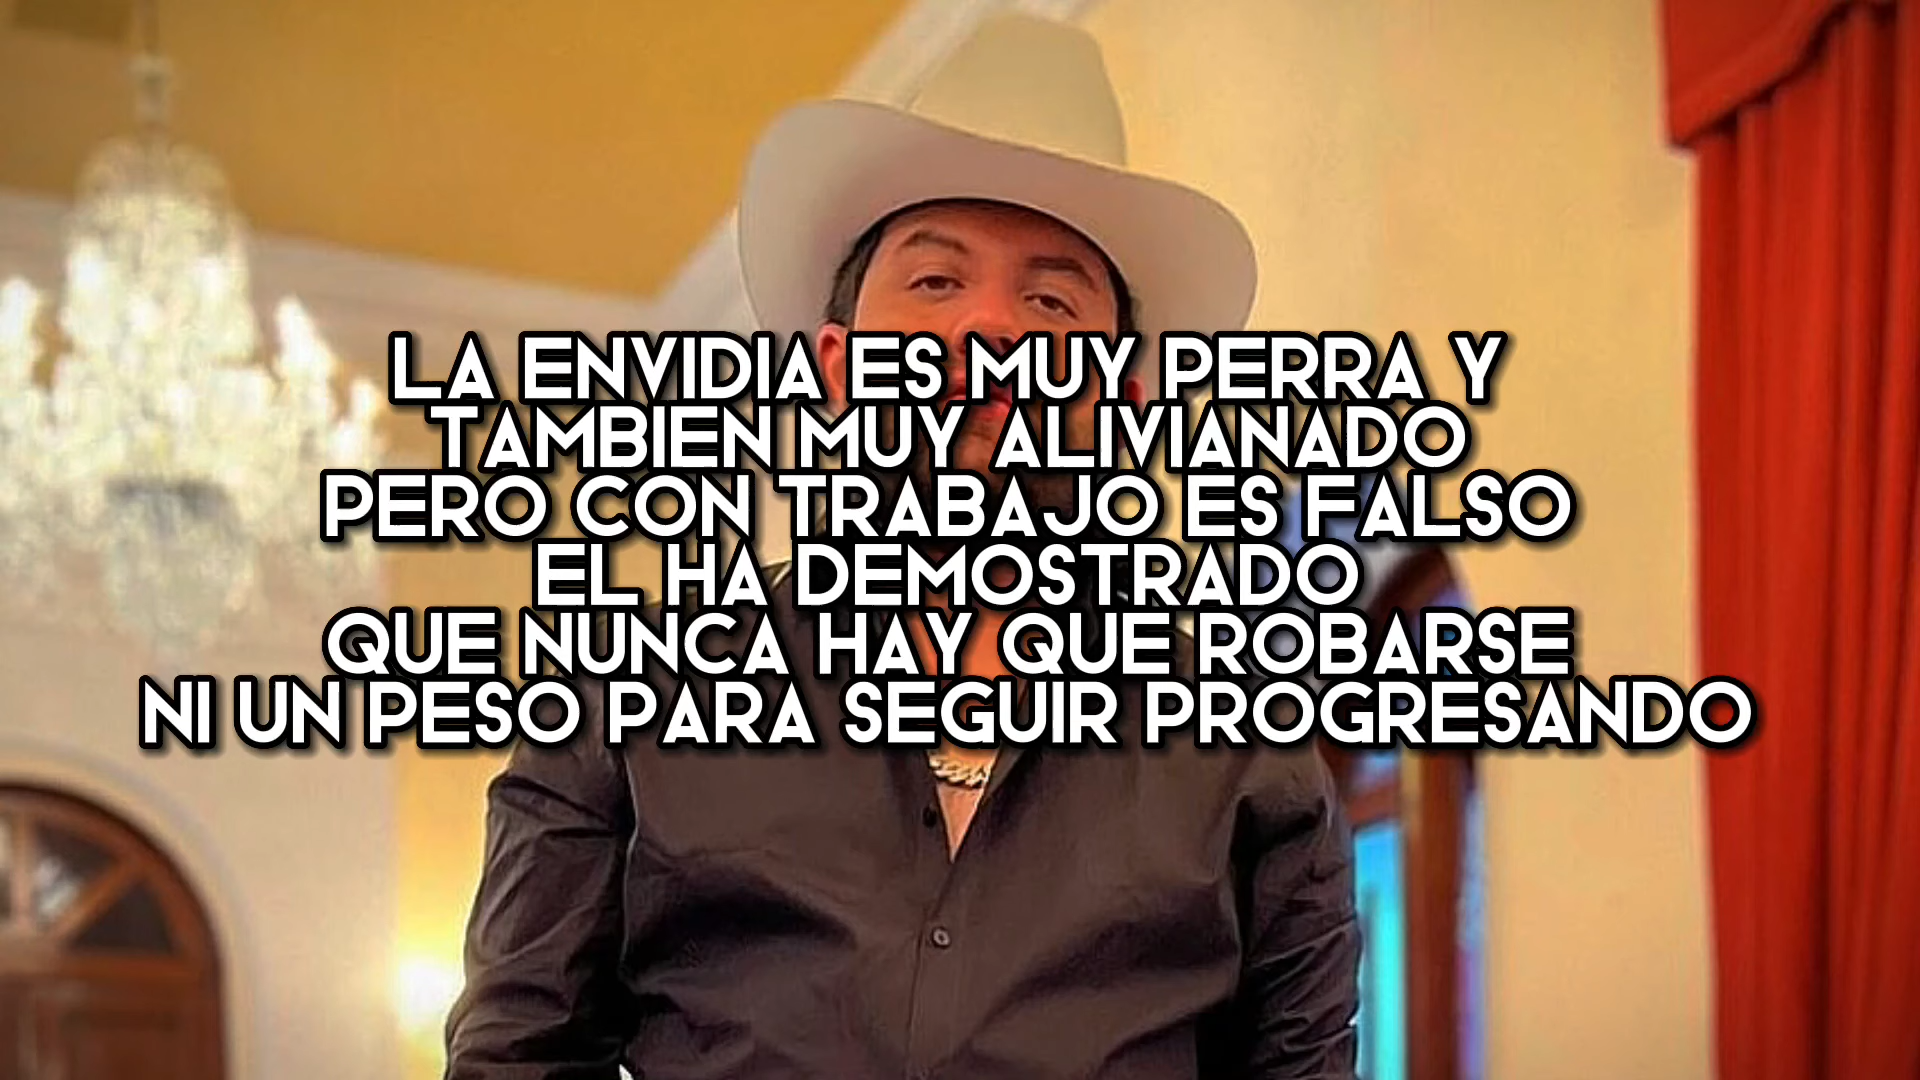 LA ENVIDIA ES MUY PERRA Y
TAMBIEN MUY ALIVIANADO
PERO CON TRABAJO ES FALSO
EL HA DEMOSTRADO
QUE NUNCA HAY QUE ROBARSE
NI UN PESO PARA SEGUIR PROGRESANDO